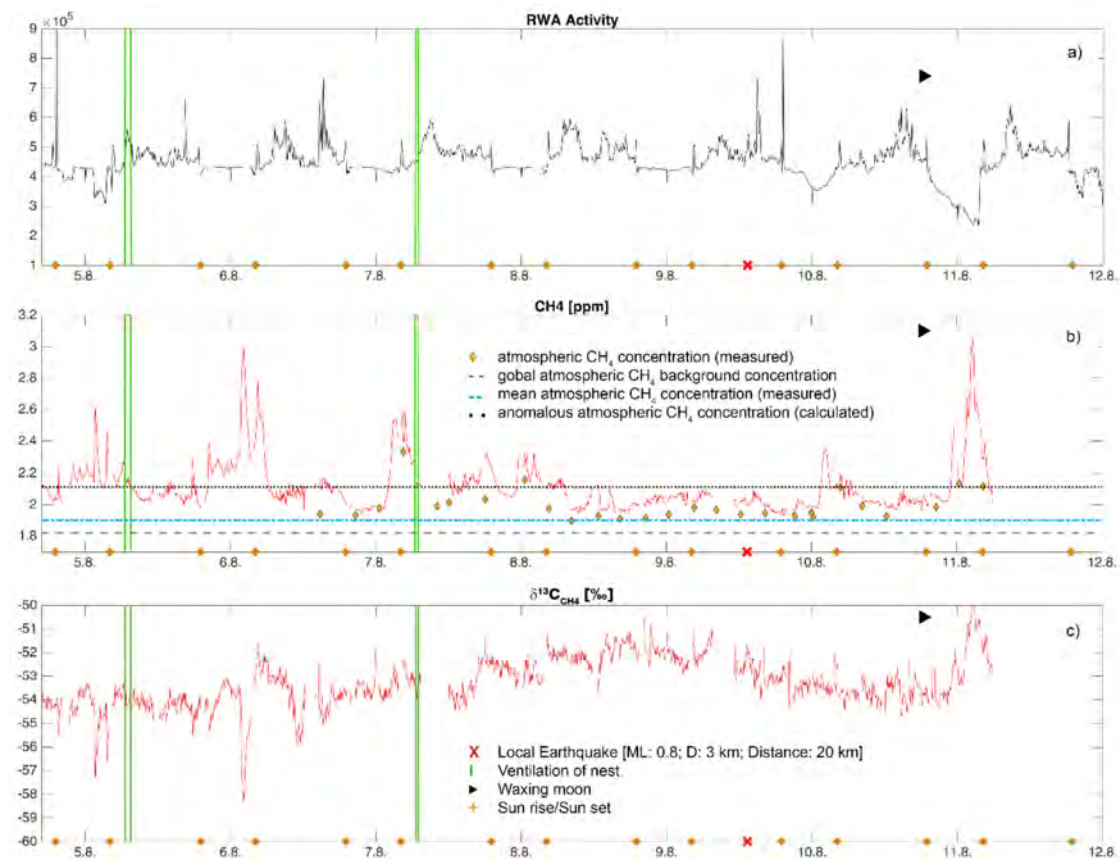 RWA Activity
×10⁵
a)
9
8
7
6
5
4
3
2
1
5.8. 6.8. 7.8. 8.8. 9.8. 10.8. 11.8. 12.8.
CH4 [ppm]
b)
3.2
3
2.8
2.6
2.4
2.2
2
1.8
atmospheric CH₄ concentration (measured)
gobal atmospheric CH₄ background concentration
mean atmospheric CH₄ concentration (measured)
anomalous atmospheric CH₄ concentration (calculated)
5.8. 6.8. 7.8. 8.8. 9.8. 10.8. 11.8. 12.8.
δ¹³C_CH₄ [‰]
c)
-50
-51
-52
-53
-54
-55
-56
-57
-58
-59
-60
Local Earthquake [ML: 0.8; D: 3 km; Distance: 20 km]
Ventilation of nest
Waxing moon
Sun rise/Sun set
5.8. 6.8. 7.8. 8.8. 9.8. 10.8. 11.8. 12.8.